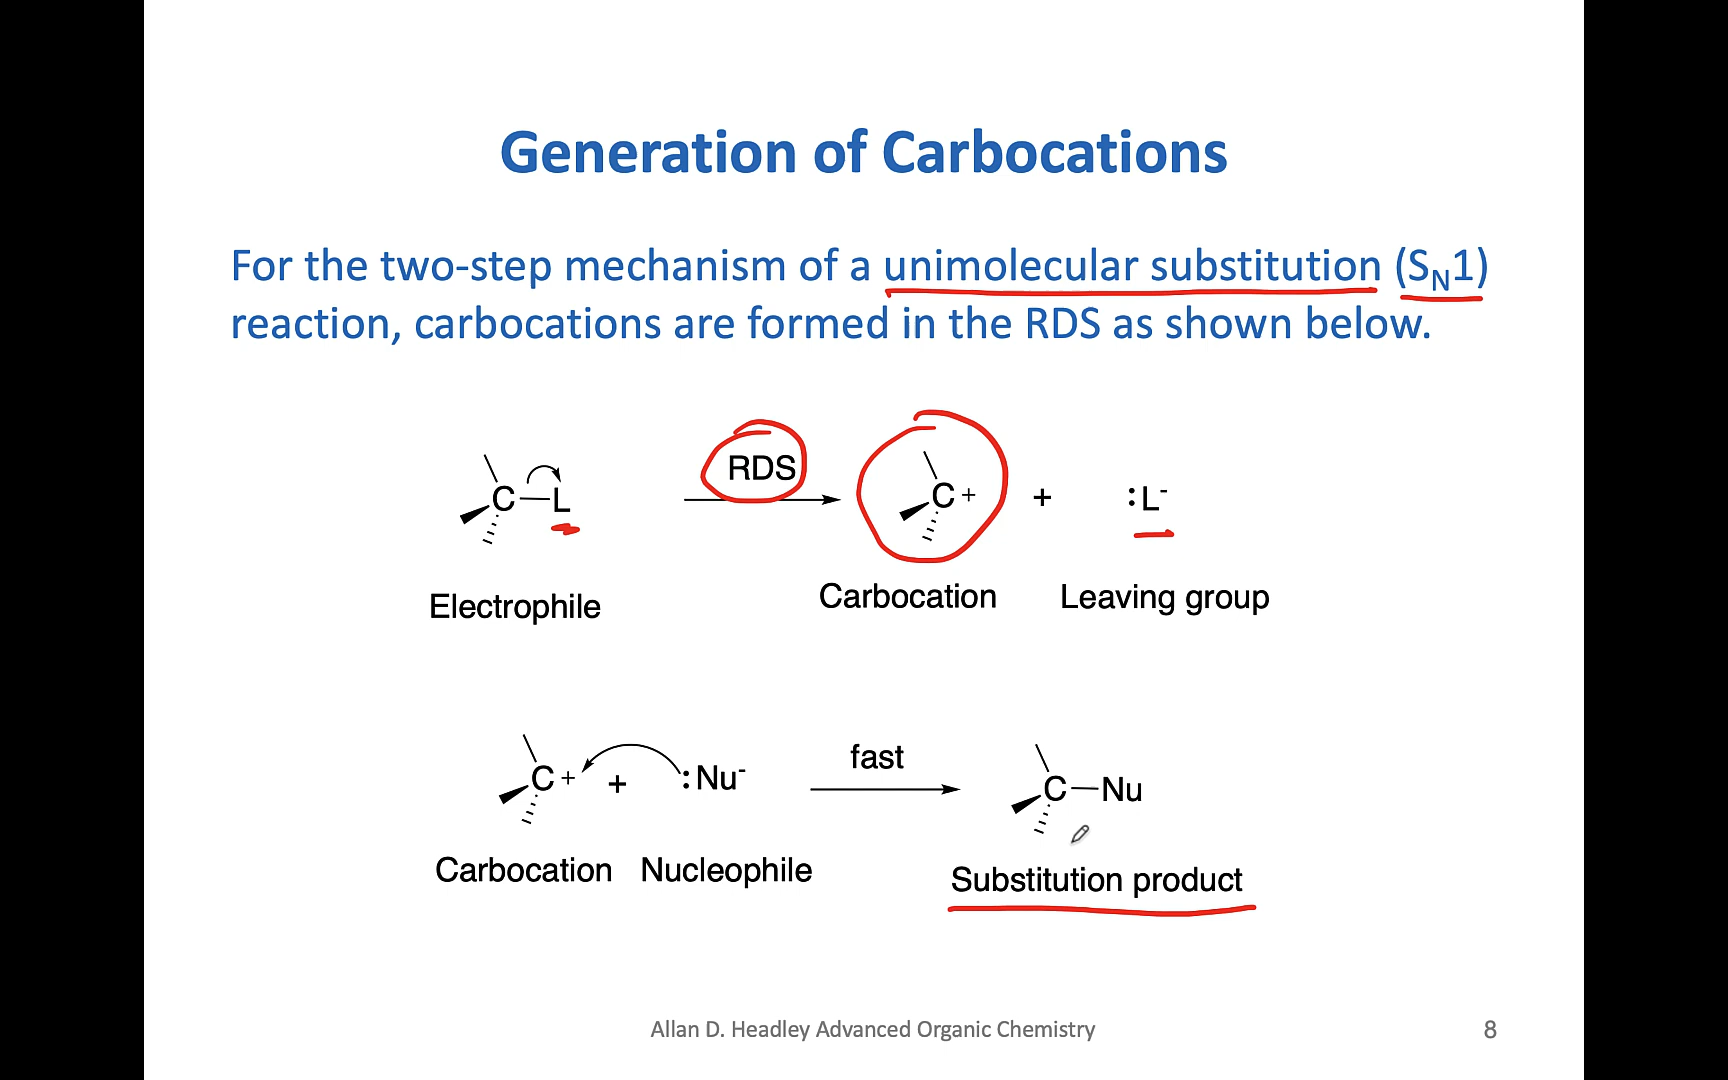 Generation of Carbocations
For the two-step mechanism of a unimolecular substitution (SN1)
reaction, carbocations are formed in the RDS as shown below.
RDS
C—L
C+ + :L-
Electrophile
Carbocation Leaving group
fast
C+ + :Nu-
C—Nu
Carbocation Nucleophile
Substitution product
Allan D. Headley Advanced Organic Chemistry 8